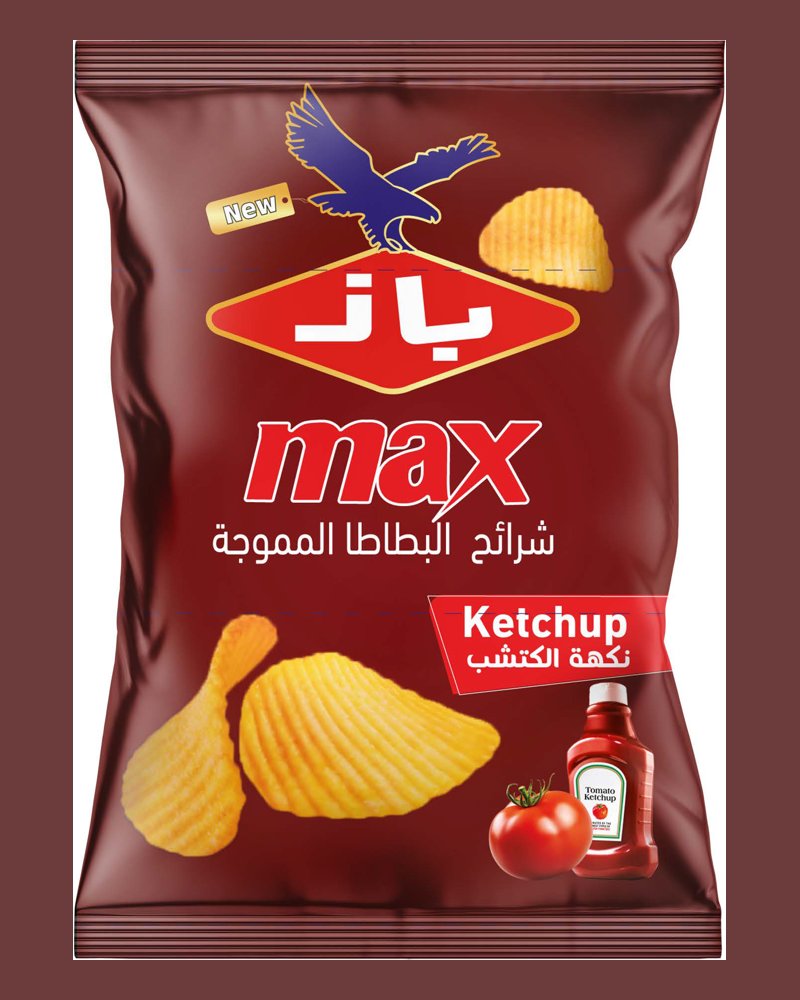 New
باز
max
شرائح البطاطا المموجة
Ketchup
نكهة الكتشب
Tomato
Ketchup